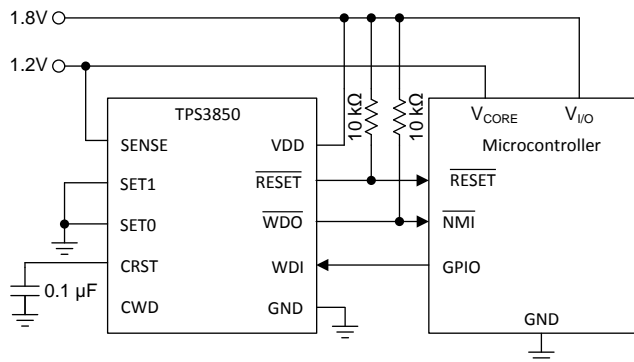 1.8V
1.2V
TPS3850
SENSE
VDD
SET1
RESET
SET0
WDO
CRST
WDI
CWD
GND
0.1 µF
10 kΩ
10 kΩ
VCORE
VI/O
Microcontroller
RESET
NMI
GPIO
GND